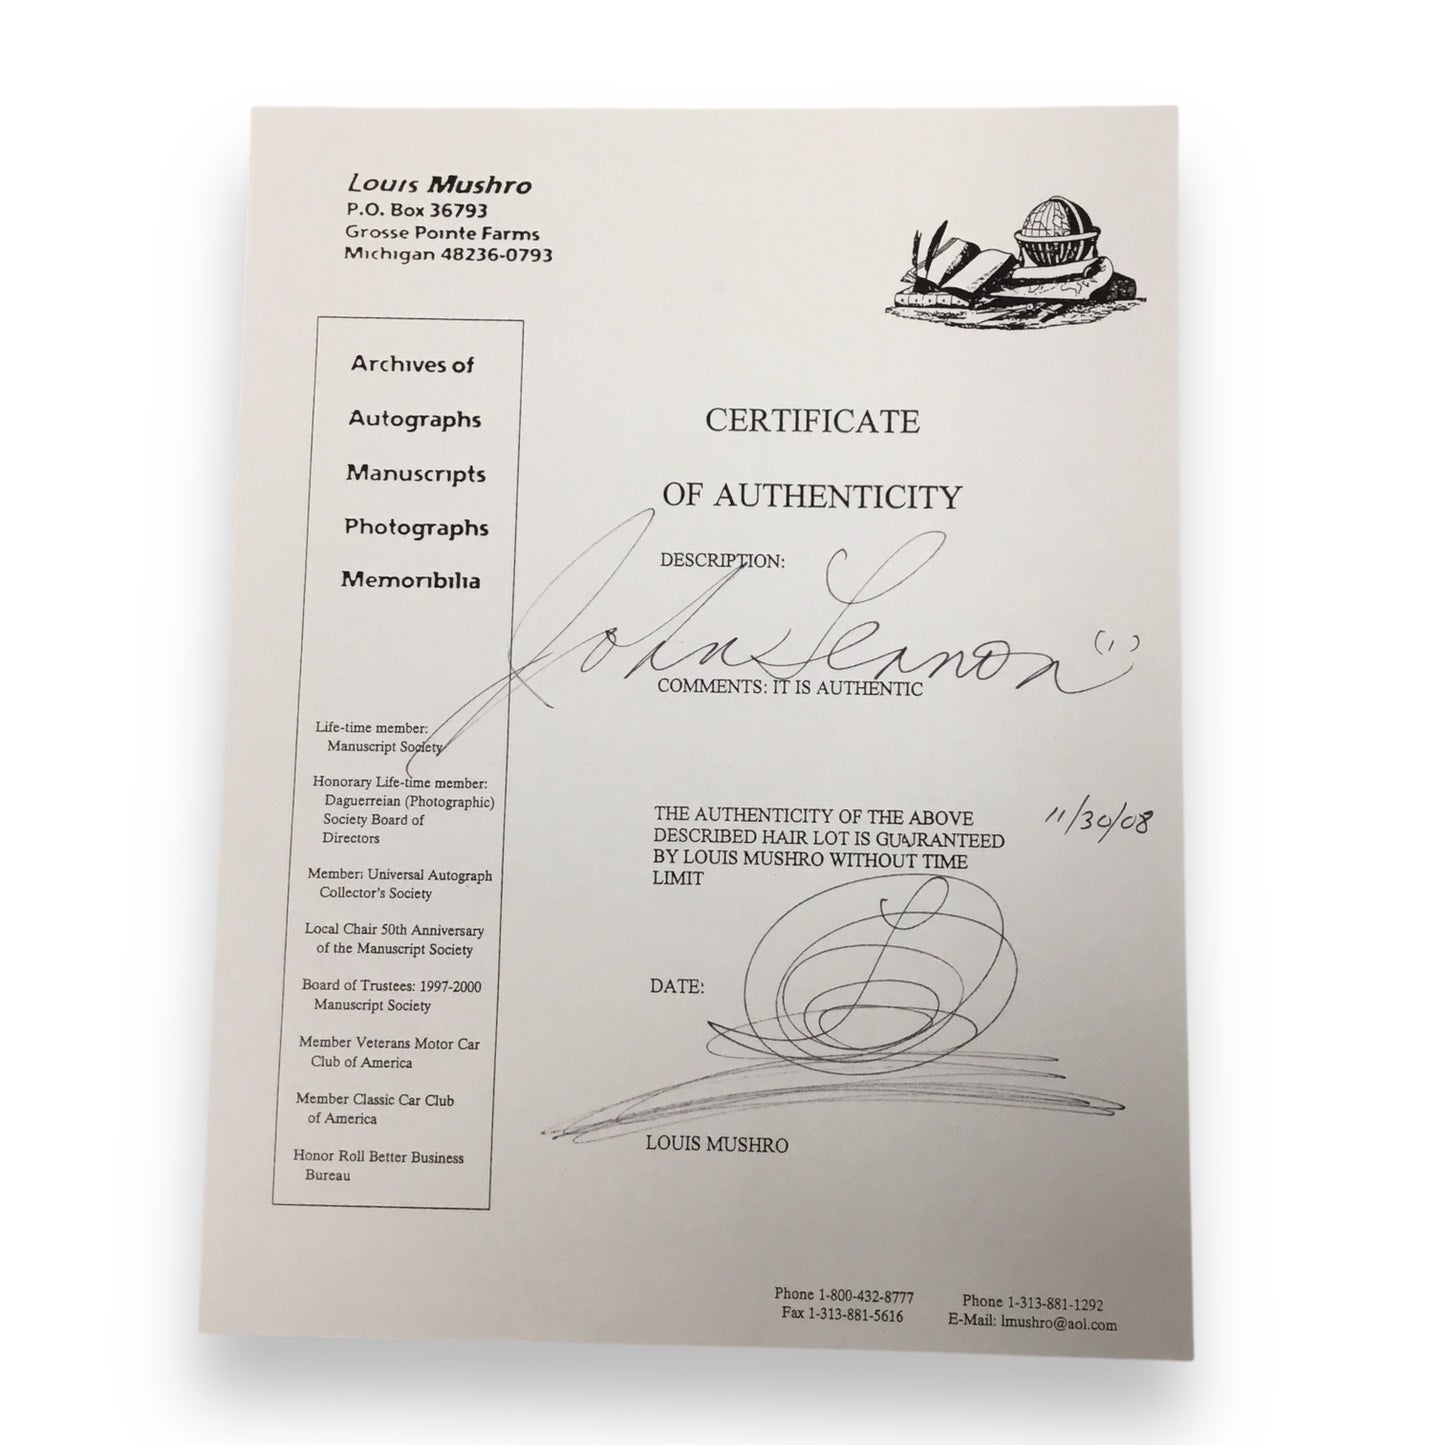 Louis Mushro
P.O. Box 36793
Grosse Pointe Farms
Michigan 48236-0793
Archives of
Autographs
Manuscripts
Photographs
Memoribilia
Life-time member:
Manuscript Society
Honorary Life-time member:
Daguerreian (Photographic)
Society Board of
Directors
Member: Universal Autograph
Collector's Society
Local Chair 50th Anniversary
of the Manuscript Society
Board of Trustees: 1997-2000
Manuscript Society
Member Veterans Motor Car
Club of America
Member Classic Car Club
of America
Honor Roll Better Business
Bureau
CERTIFICATE
OF AUTHENTICITY
DESCRIPTION:
John Lennon (1)
COMMENTS: IT IS AUTHENTIC
THE AUTHENTICITY OF THE ABOVE
DESCRIBED HAIR LOT IS GUARANTEED
BY LOUIS MUSHRO WITHOUT TIME
LIMIT
11/30/08
DATE:
LOUIS MUSHRO
Phone 1-800-432-8777
Fax 1-313-881-5616
Phone 1-313-881-1292
E-Mail: lmushro@aol.com